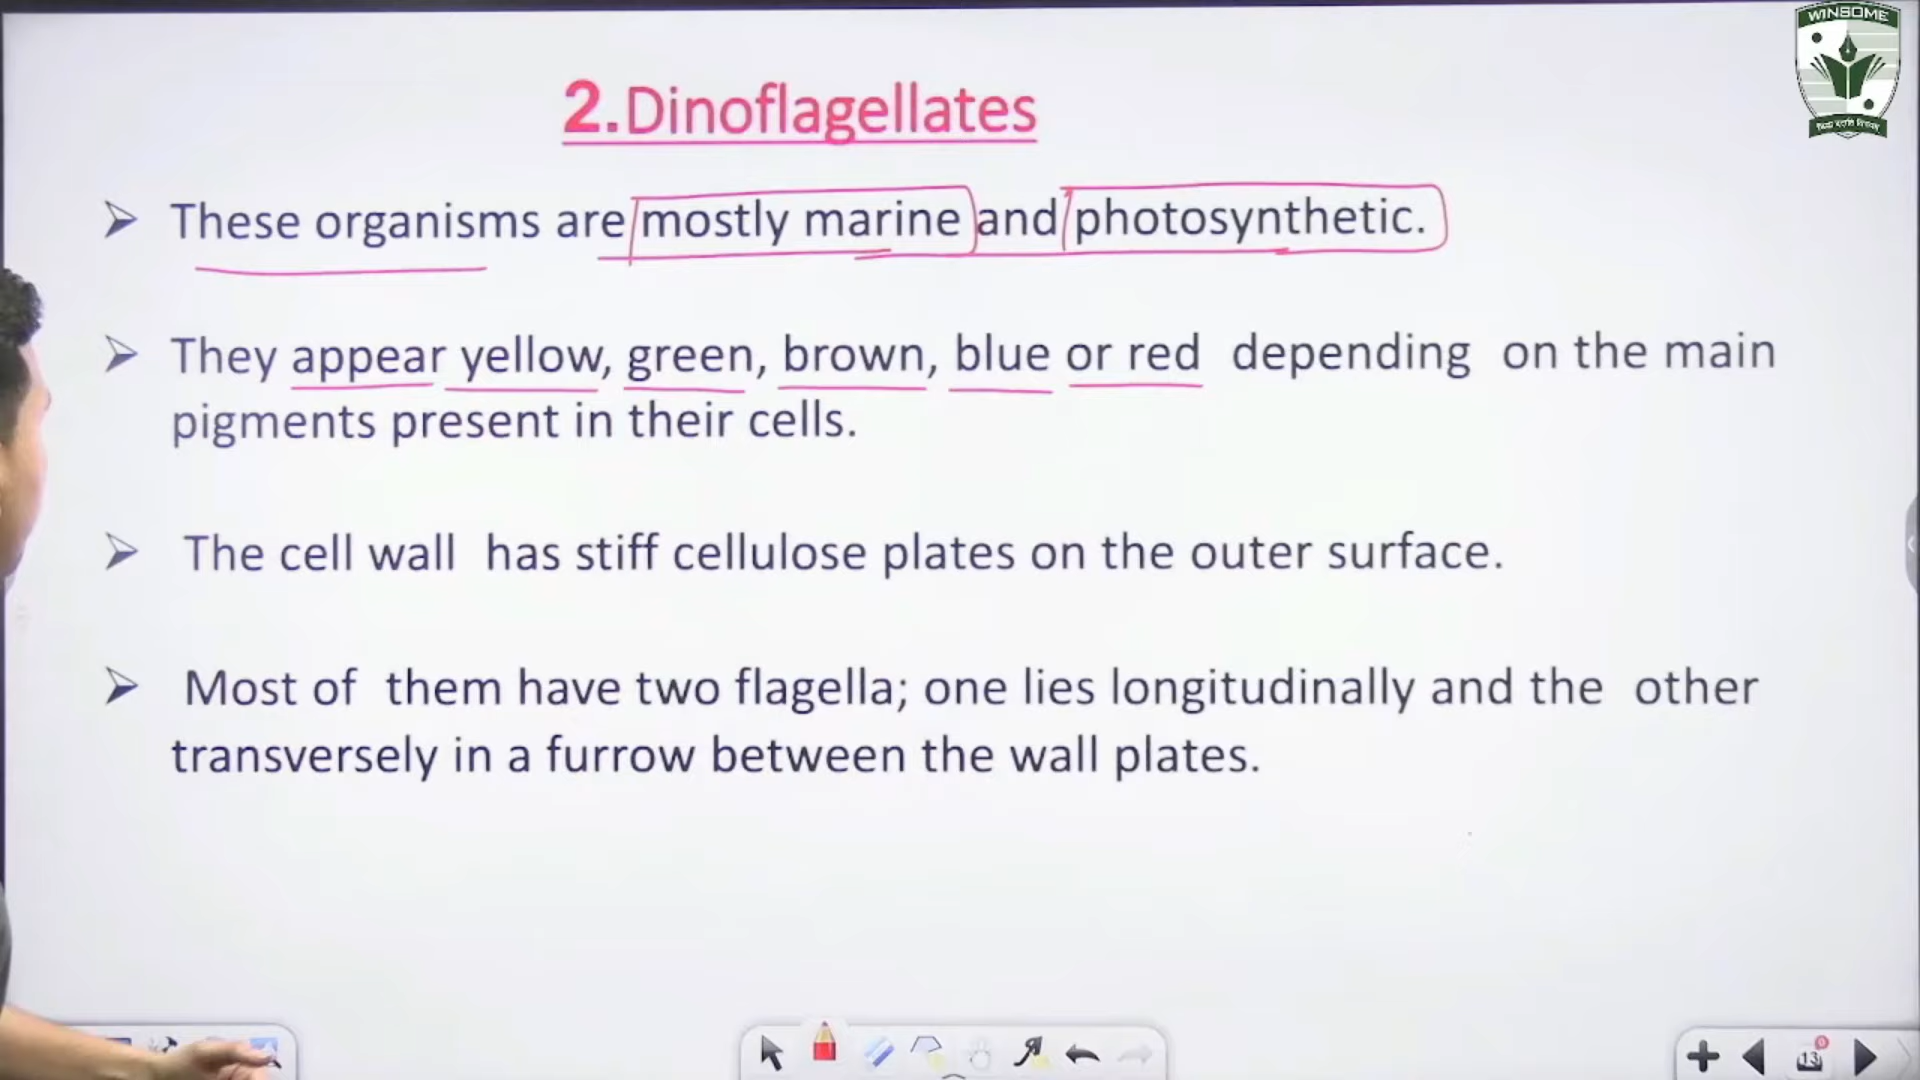 WINSOME
2.Dinoflagellates
These organisms are mostly marine and photosynthetic.
They appear yellow, green, brown, blue or red depending on the main
pigments present in their cells.
The cell wall has stiff cellulose plates on the outer surface.
Most of them have two flagella; one lies longitudinally and the other
transversely in a furrow between the wall plates.
13